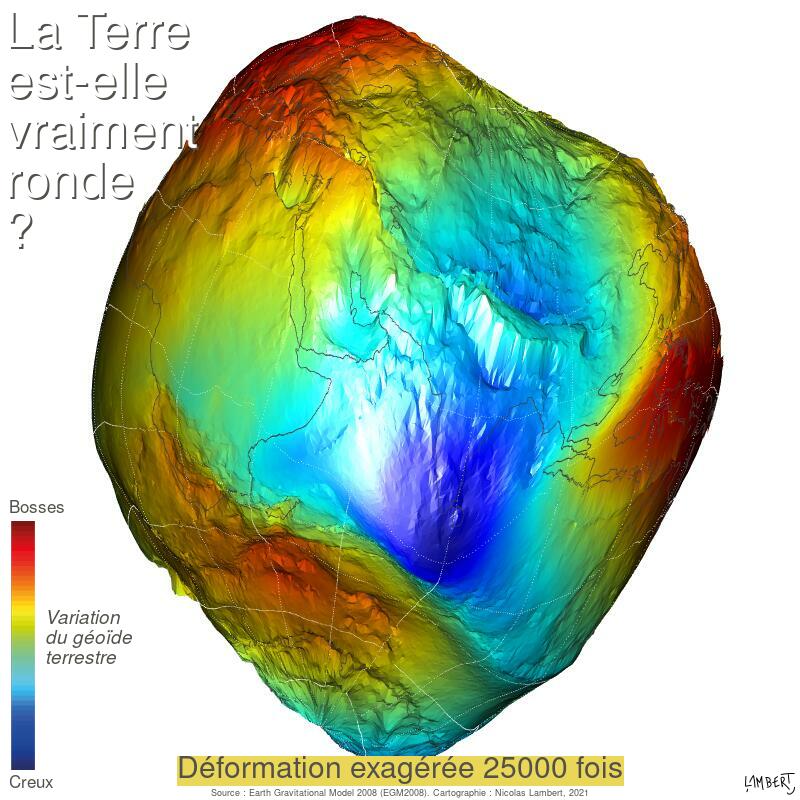 La Terre
est-elle
vraiment
ronde
?
Bosses
Variation
du géoïde
terrestre
Creux
Déformation exagérée 25000 fois
Source : Earth Gravitational Model 2008 (EGM2008). Cartographie : Nicolas Lambert, 2021
LAMBERT